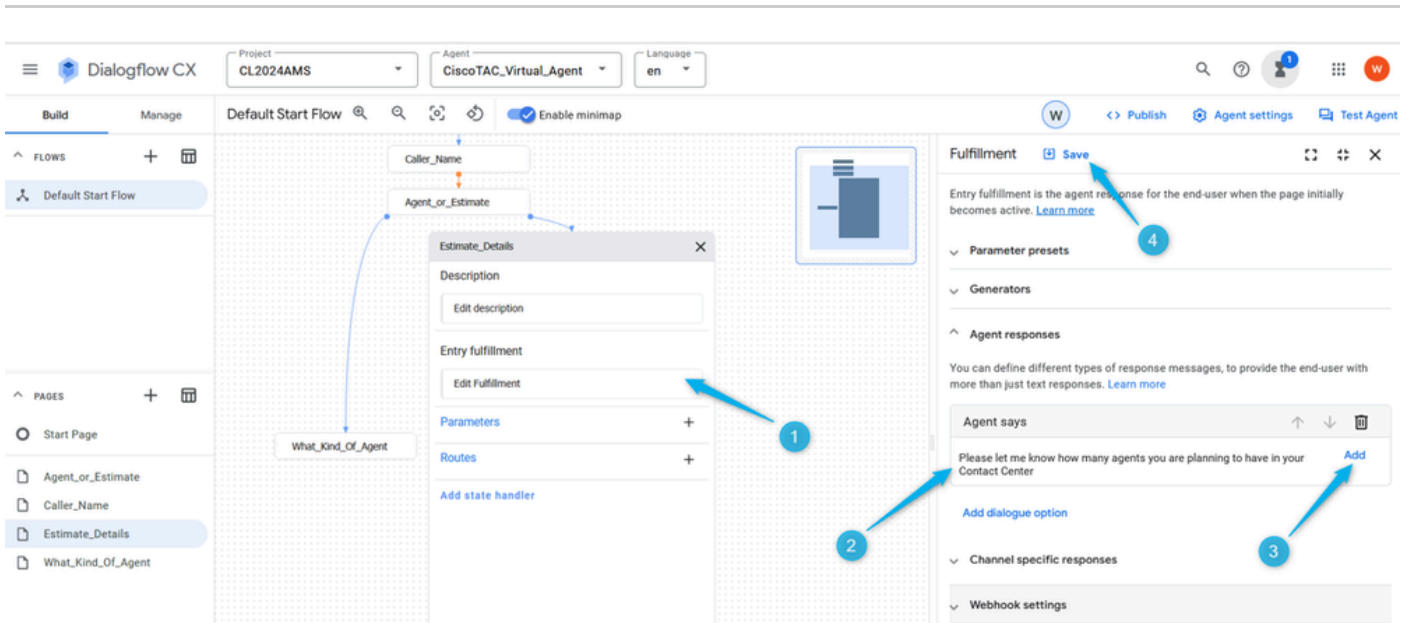 Dialogflow CX
Project
CL2024AMS
Agent
CiscoTAC_Virtual_Agent
Language
en
1
W
Build
Manage
Default Start Flow
Enable minimap
W
Publish
Agent settings
Test Agent
FLOWS
Default Start Flow
PAGES
Start Page
Agent_or_Estimate
Caller_Name
Estimate_Details
What_Kind_Of_Agent
Caller_Name
Agent_or_Estimate
What_Kind_Of_Agent
Estimate_Details
Description
Edit description
Entry fulfillment
Edit Fulfillment
Parameters
Routes
Add state handler
1
Fulfillment
Save
Entry fulfillment is the agent response for the end-user when the page initially
becomes active. Learn more
4
Parameter presets
Generators
Agent responses
You can define different types of response messages, to provide the end-user with
more than just text responses. Learn more
Agent says
Please let me know how many agents you are planning to have in your
Contact Center
Add
2
3
Add dialogue option
Channel specific responses
Webhook settings